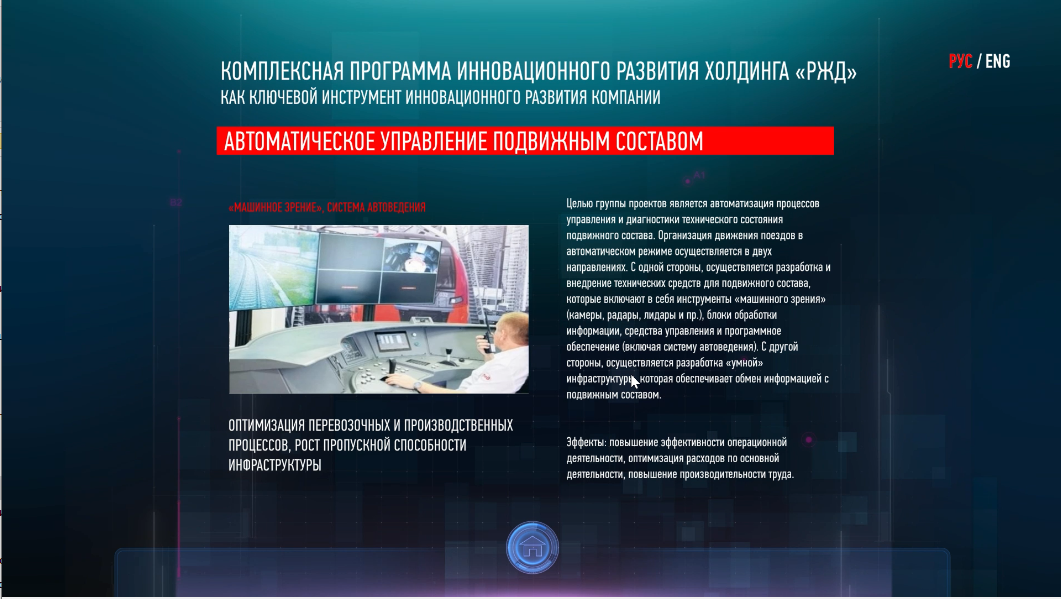 КОМПЛЕКСНАЯ ПРОГРАММА ИННОВАЦИОННОГО РАЗВИТИЯ ХОЛДИНГА «РЖД»
РУС / ENG
КАК КЛЮЧЕВОЙ ИНСТРУМЕНТ ИННОВАЦИОННОГО РАЗВИТИЯ КОМПАНИИ
АВТОМАТИЧЕСКОЕ УПРАВЛЕНИЕ ПОДВИЖНЫМ СОСТАВОМ
«МАШИННОЕ ЗРЕНИЕ», СИСТЕМА АВТОВЕДЕНИЯ
ОПТИМИЗАЦИЯ ПЕРЕВОЗОЧНЫХ И ПРОИЗВОДСТВЕННЫХ
ПРОЦЕССОВ, РОСТ ПРОПУСКНОЙ СПОСОБНОСТИ
ИНФРАСТРУКТУРЫ
Целью группы проектов является автоматизация процессов
управления и диагностики технического состояния
подвижного состава. Организация движения поездов в
автоматическом режиме осуществляется в двух
направлениях. С одной стороны, осуществляется разработка и
внедрение технических средств для подвижного состава,
которые включают в себя инструменты «машинного зрения»
(камеры, радары, лидары и пр.), блоки обработки
информации, средства управления и программное
обеспечение (включая систему автоведения). С другой
стороны, осуществляется разработка «умной»
инфраструктуры, которая обеспечивает обмен информацией с
подвижным составом.
Эффекты: повышение эффективности операционной
деятельности, оптимизация расходов по основной
деятельности, повышение производительности труда.